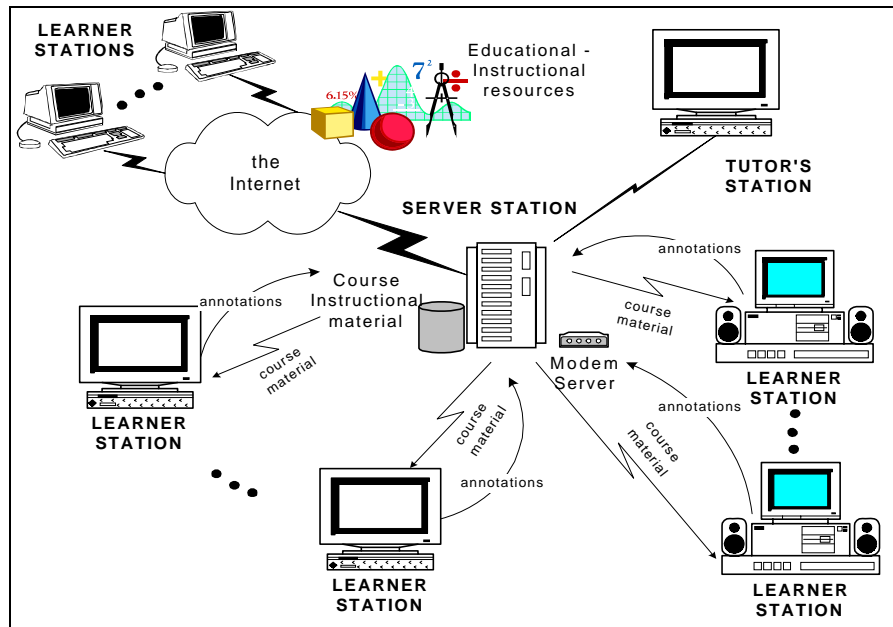 LEARNER
STATIONS
Educational -
Instructional
resources
6.15%
7²
the
Internet
TUTOR'S
STATION
SERVER STATION
annotations
course
material
Course
Instructional
material
annotations
course
material
LEARNER
STATION
Modem
Server
LEARNER
STATION
annotations
course
material
course
material
annotations
LEARNER
STATION
LEARNER
STATION